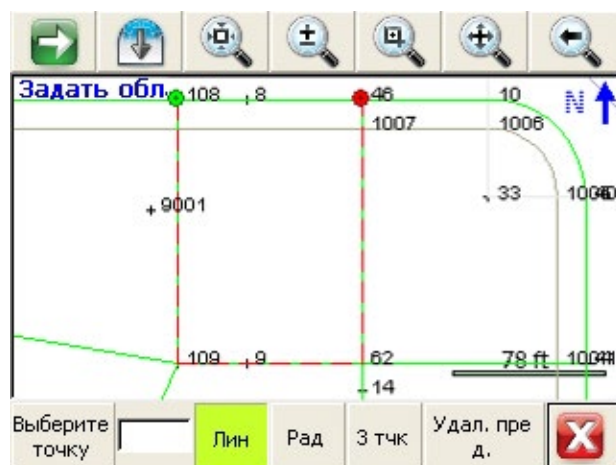 Задать обл.
108 8 46 10 N
1007 1006
9001 33
109 9 62 78 ft
14
Выберите точку Лин Рад 3 тчк Удал. пре д.